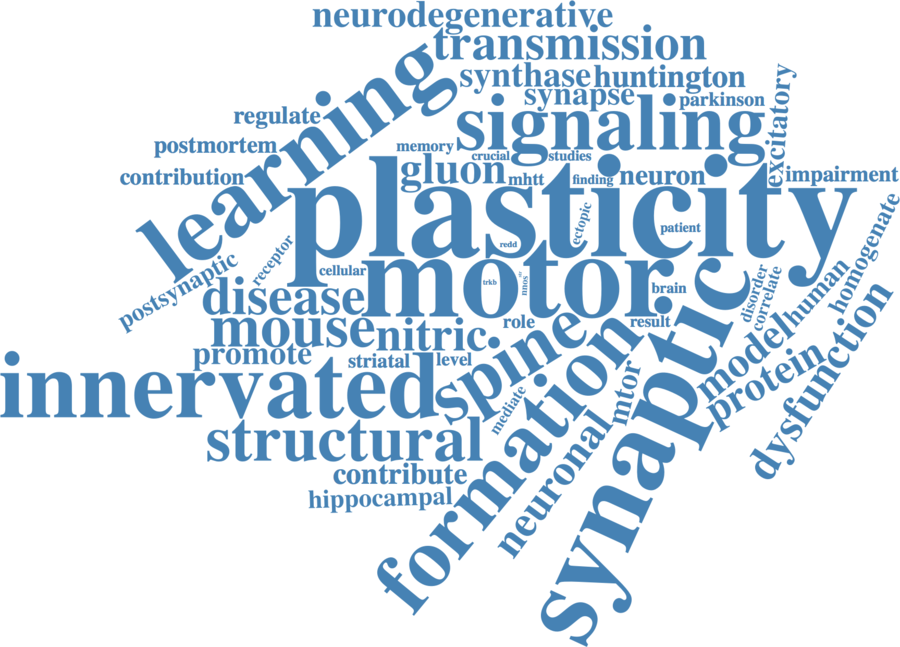 neurodegenerative
transmission
synthase
huntington
synapse
parkinson
excitatory
regulate
learning
signaling
postmortem
memory
crucial
studies
contribution
gluon
mhtt
finding
neuron
impairment
plasticity
ectopic
patient
homogenate
redd
receptor
postsynaptic
cellular
motor
trkb
nnos
brain
disorder
correlate
human
disease
mouse
nitric
role
result
synaptic
model
protein
dysfunction
promote
striatal
level
spine
innervated
mediate
formation
mtor
structural
neuronal
contribute
hippocampal